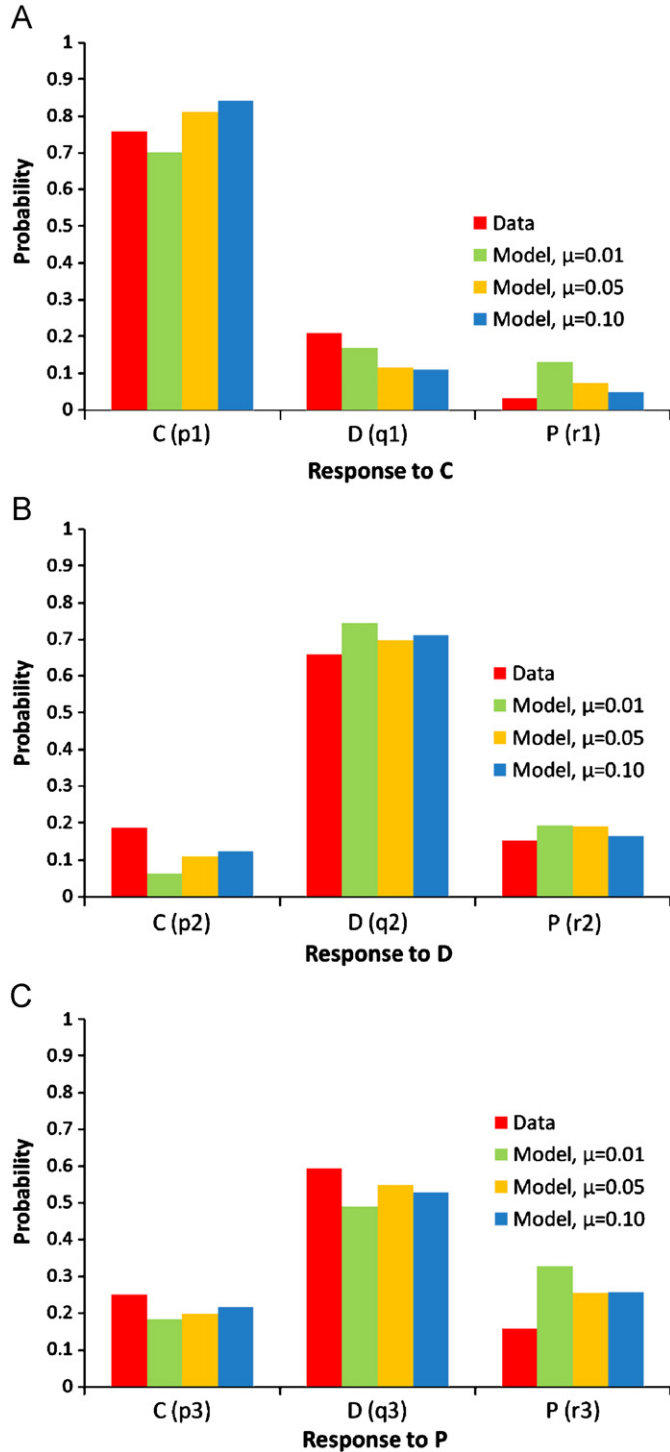 A
1
0.9
0.8
0.7
0.6
0.5
0.4
0.3
0.2
0.1
0
Probability
Data
Model, μ=0.01
Model, μ=0.05
Model, μ=0.10
C (p1) D (q1) P (r1)
Response to C
B
1
0.9
0.8
0.7
0.6
0.5
0.4
0.3
0.2
0.1
0
Probability
Data
Model, μ=0.01
Model, μ=0.05
Model, μ=0.10
C (p2) D (q2) P (r2)
Response to D
C
1
0.9
0.8
0.7
0.6
0.5
0.4
0.3
0.2
0.1
0
Probability
Data
Model, μ=0.01
Model, μ=0.05
Model, μ=0.10
C (p3) D (q3) P (r3)
Response to P